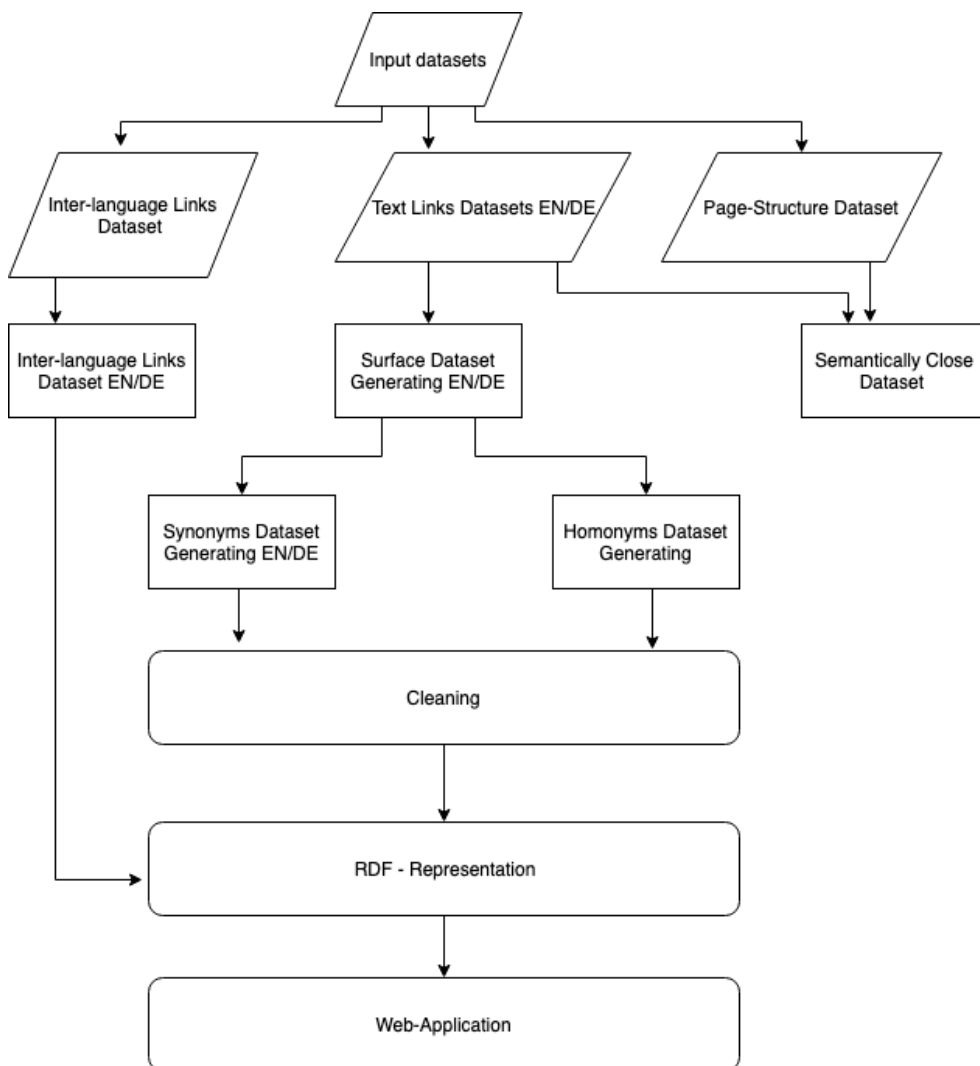 Input datasets
Inter-language Links
Dataset
Text Links Datasets EN/DE
Page-Structure Dataset
Inter-language Links
Dataset EN/DE
Surface Dataset
Generating EN/DE
Semantically Close
Dataset
Synonyms Dataset
Generating EN/DE
Homonyms Dataset
Generating
Cleaning
RDF - Representation
Web-Application